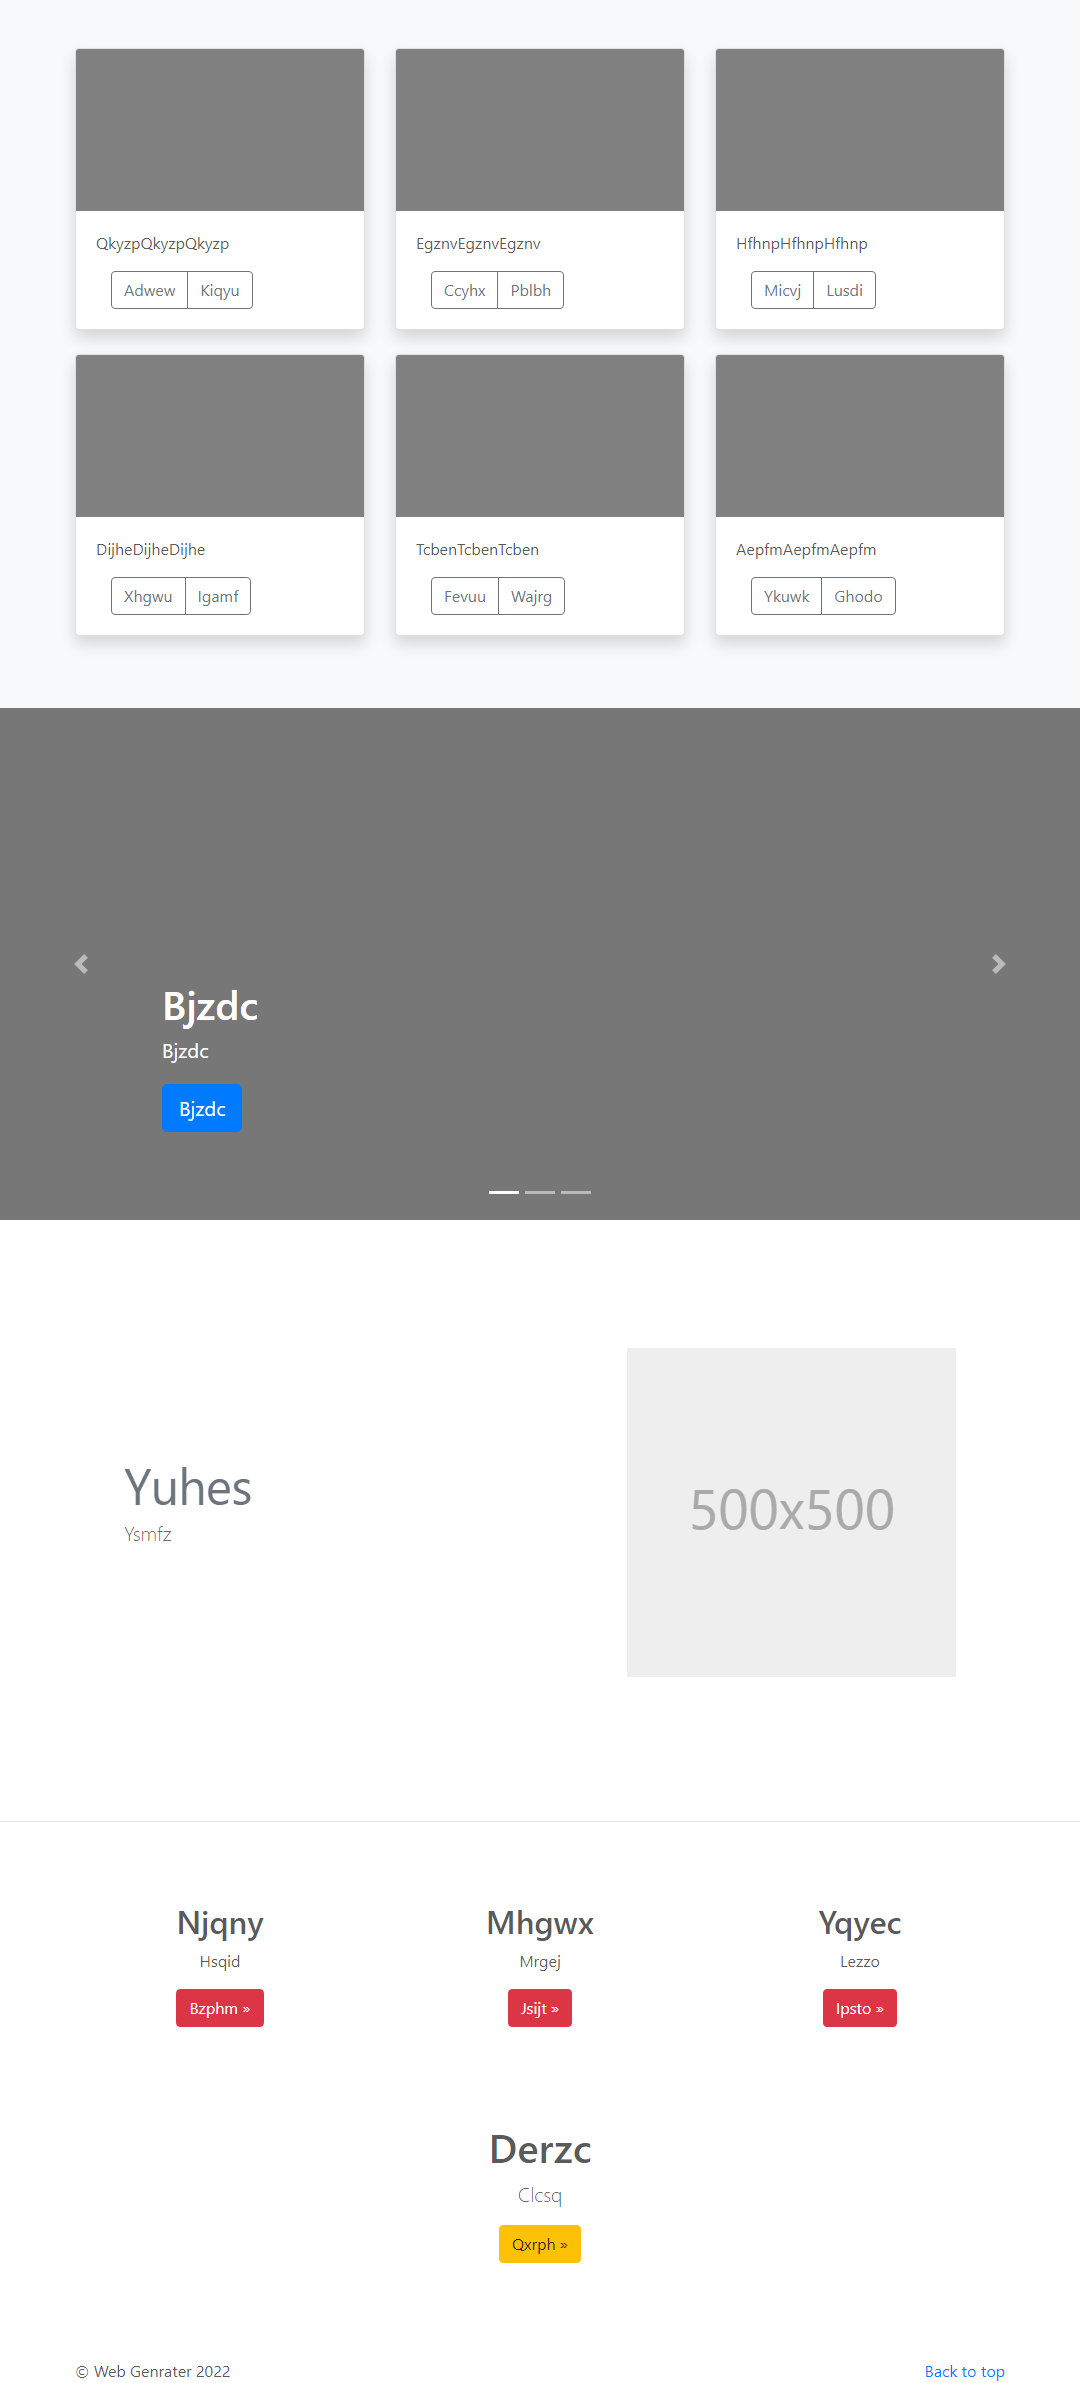 QkyzpQkyzpQkyzp
Adwew Kiqyu
EgznvEgznvEgznv
Ccyhx Pblbh
HfhnpHfhnpHfhnp
Micvj Lusdi
DijheDijheDijhe
Xhgwu Igamf
TcbenTcbenTcben
Fevuu Wajrg
AepfmAepfmAepfm
Ykuwk Ghodo
Bjzdc
Bjzdc
Bjzdc
Yuhes
Ysmfz
500x500
Njqny
Hsqid
Bzphm »
Mhgwx
Mrgej
Jsijt »
Yqyec
Lezzo
Ipsto »
Derzc
Clcsq
Qxrph »
© Web Genrater 2022
Back to top